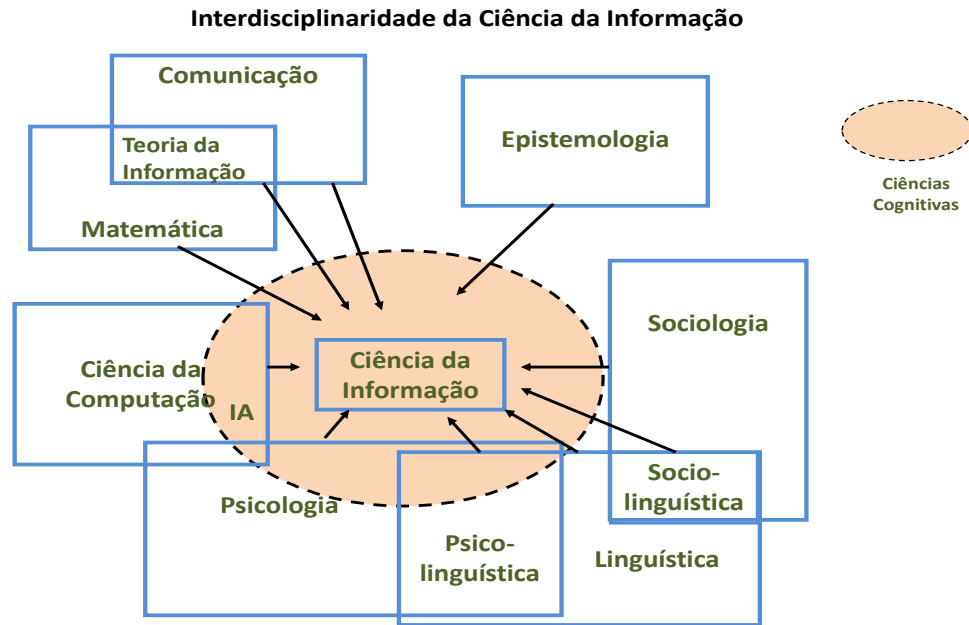 Interdisciplinaridade da Ciência da Informação
Comunicação
Teoria da
Informação
Matemática
Epistemologia
Ciências
Cognitivas
Sociologia
Ciência da
Computação
IA
Ciência da
Informação
Psicologia
Psico-
linguística
Linguística
Socio-
linguística